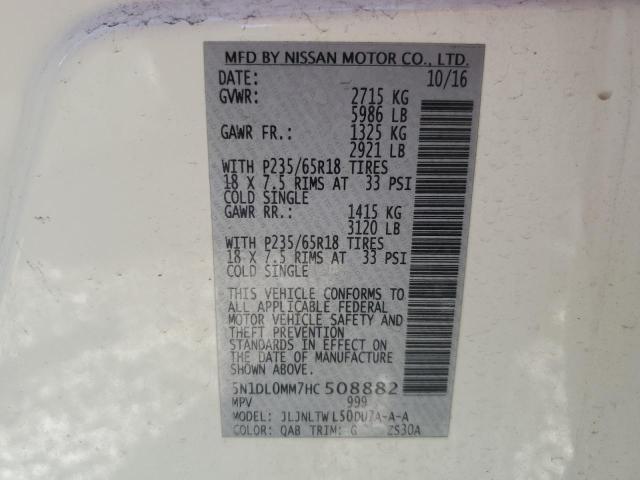 MFD BY NISSAN MOTOR CO., LTD.
DATE: 10/16
GVWR: 2715 KG
5986 LB
GAWR FR.: 1325 KG
2921 LB
WITH P235/65R18 TIRES
18 X 7.5 RIMS AT 33 PSI
COLD SINGLE
GAWR RR.: 1415 KG
3120 LB
WITH P235/65R18 TIRES
18 X 7.5 RIMS AT 33 PSI
COLD SINGLE
THIS VEHICLE CONFORMS TO
ALL APPLICABLE FEDERAL
MOTOR VEHICLE SAFETY AND
THEFT PREVENTION
STANDARDS IN EFFECT ON
THE DATE OF MANUFACTURE
SHOWN ABOVE.
5N1DL0MM7HC 508882
MPV 999
MODEL: JLJNLTWL50DU7A-A-A
COLOR: QAB TRIM: G ZS30A